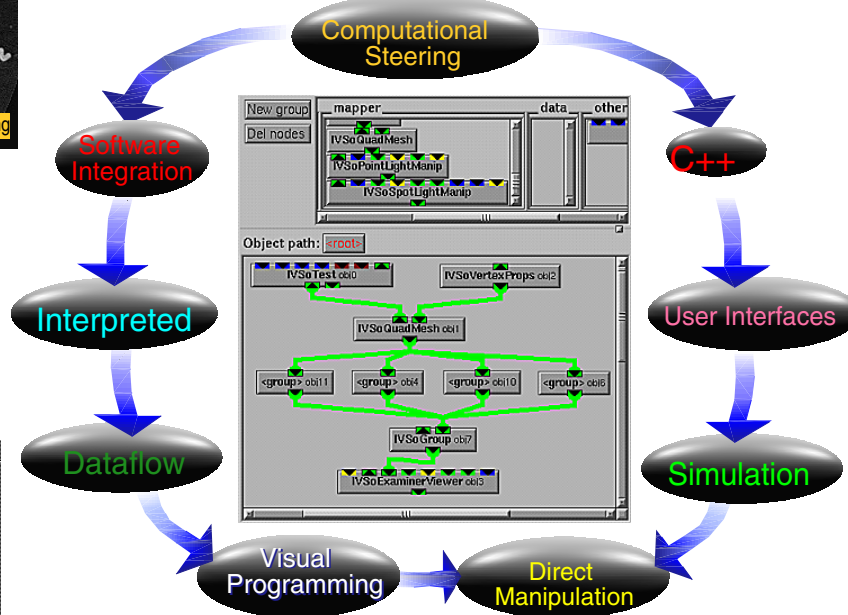 Computational
Steering
Software
Integration
C++
Interpreted
User Interfaces
Dataflow
Simulation
Visual
Programming
Direct
Manipulation
New group
Del nodes
mapper
data
other
IVSoQuadMesh
IVSoPointLightManip
IVSoSpotLightManip
Object path: <root>
IVSoTest obj0
IVSoVertexProps obj2
IVSoQuadMesh obj1
<group> obj11
<group> obj4
<group> obj10
<group> obj6
IVSoGroup obj7
IVSoExaminerViewer obj3